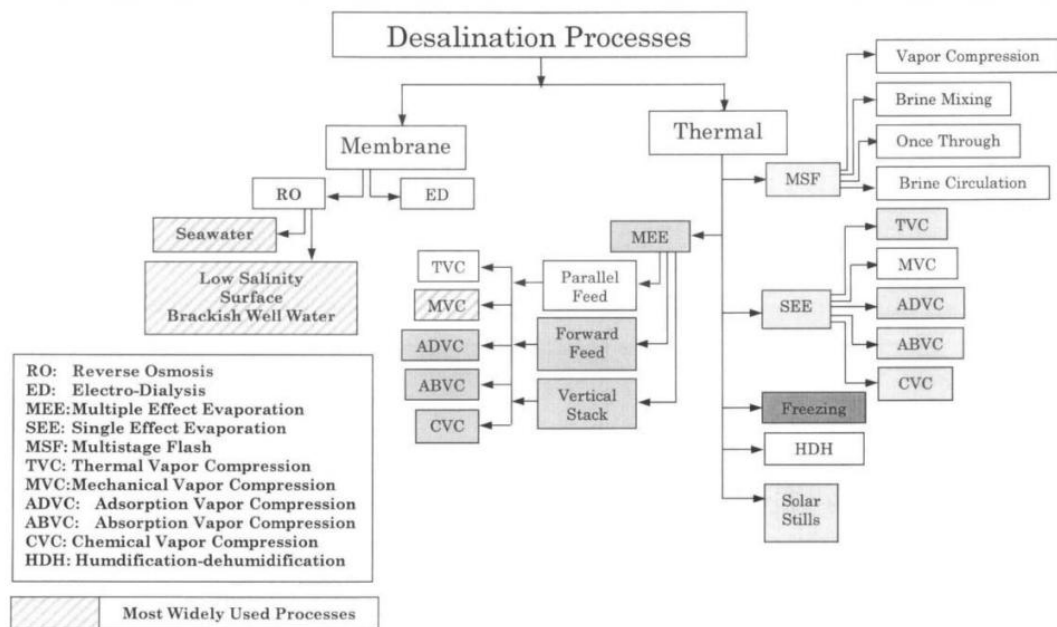 Desalination Processes
Membrane
Thermal
RO
ED
Seawater
Low Salinity
Surface
Brackish Well Water
MSF
Vapor Compression
Brine Mixing
Once Through
Brine Circulation
MEE
Parallel
Feed
Forward
Feed
Vertical
Stack
TVC
MVC
ADVC
ABVC
CVC
SEE
TVC
MVC
ADVC
ABVC
CVC
Freezing
HDH
Solar
Stills
RO: Reverse Osmosis
ED: Electro-Dialysis
MEE:Multiple Effect Evaporation
SEE: Single Effect Evaporation
MSF: Multistage Flash
TVC: Thermal Vapor Compression
MVC:Mechanical Vapor Compression
ADVC: Adsorption Vapor Compression
ABVC: Absorption Vapor Compression
CVC: Chemical Vapor Compression
HDH: Humdification-dehumidification
Most Widely Used Processes